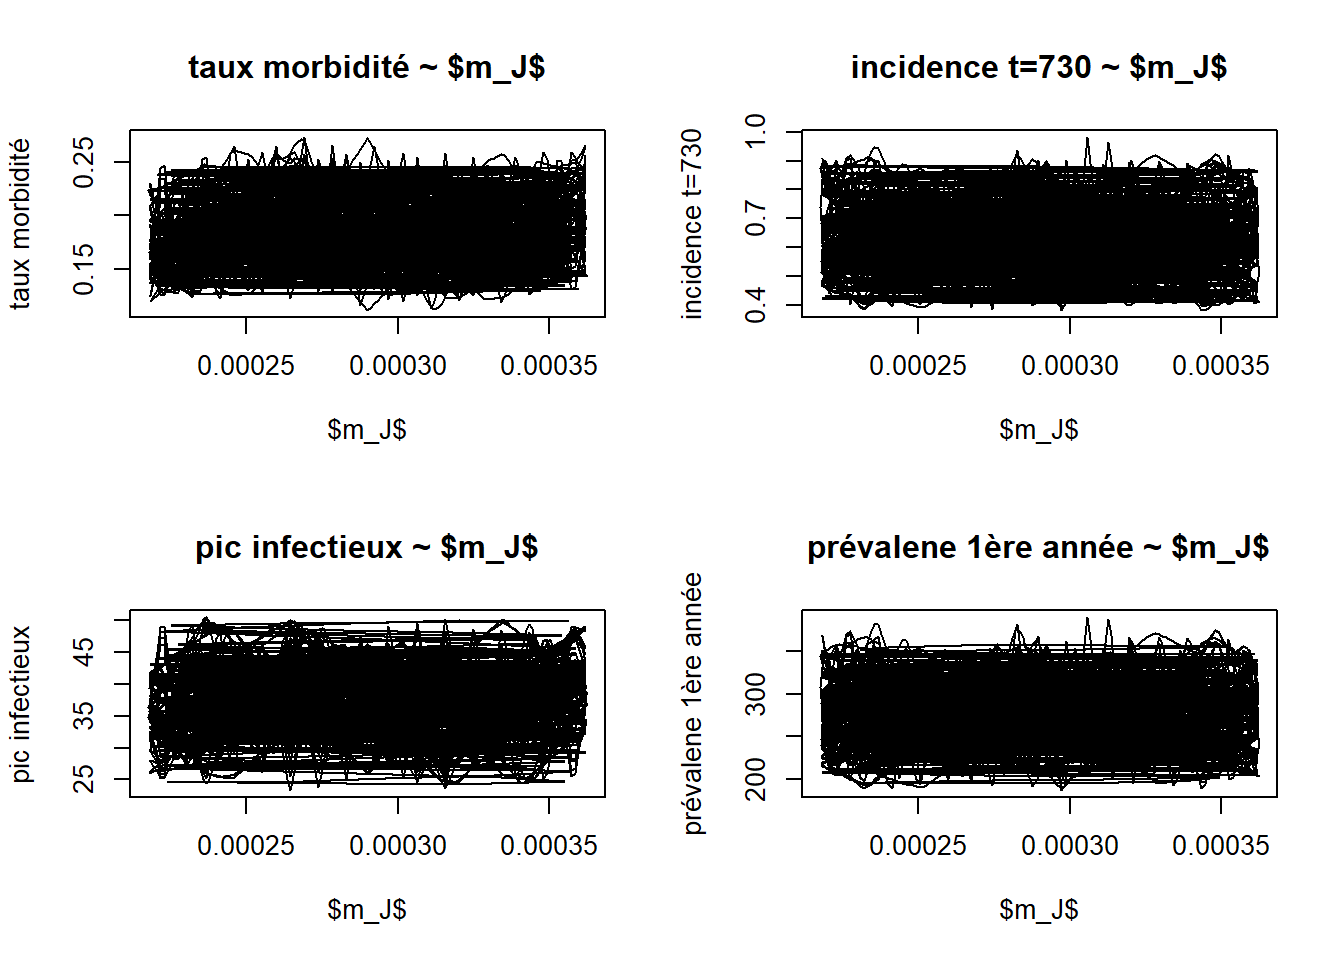 taux morbidité ~ $m_J$
taux morbidité
0.25
0.15
0.00025 0.00030 0.00035
$m_J$
incidence t=730 ~ $m_J$
incidence t=730
1.0
0.7
0.4
0.00025 0.00030 0.00035
$m_J$
pic infectieux ~ $m_J$
pic infectieux
45
35
25
0.00025 0.00030 0.00035
$m_J$
prévalene 1ère année ~ $m_J$
prévalene 1ère année
300
200
0.00025 0.00030 0.00035
$m_J$